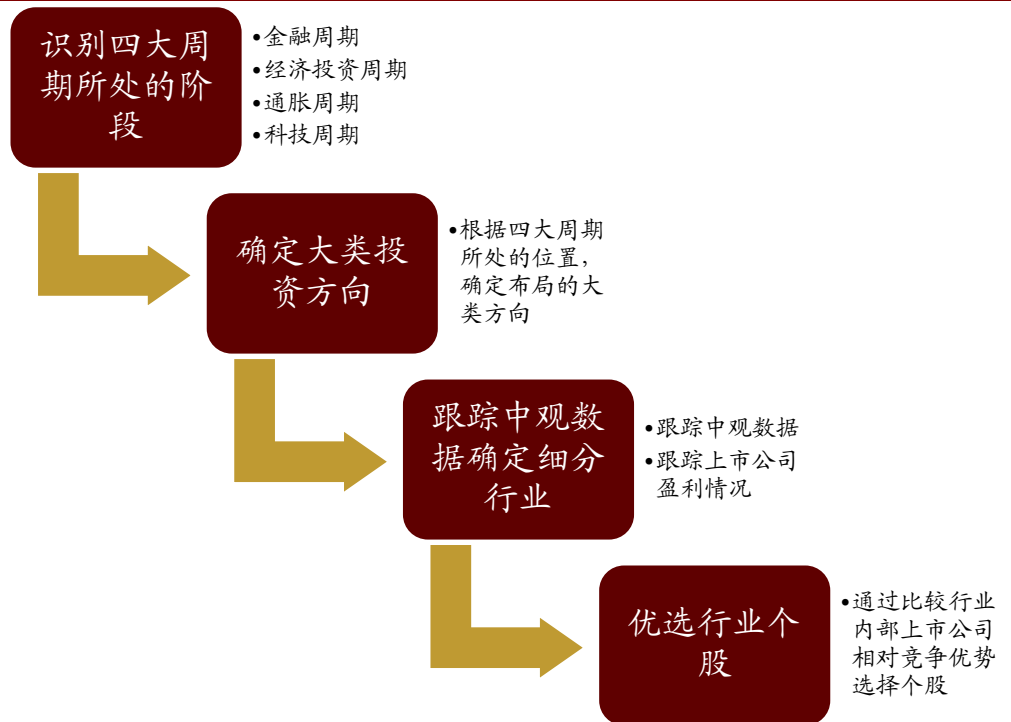 识别四大周
期所处的阶
段
•金融周期
•经济投资周期
•通胀周期
•科技周期
确定大类投
资方向
•根据四大周期
所处的位置，
确定布局的大
类方向
跟踪中观数
据确定细分
行业
•跟踪中观数据
•跟踪上市公司
盈利情况
优选行业个
股
•通过比较行业
内部上市公司
相对竞争优势
选择个股